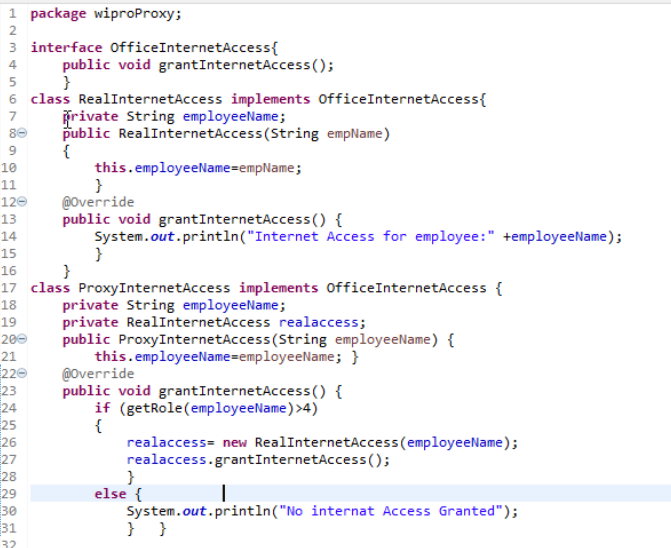 1 package wiproProxy;
2
3 interface OfficeInternetAccess{
4     public void grantInternetAccess();
5     }
6 class RealInternetAccess implements OfficeInternetAccess{
7     private String employeeName;
8     public RealInternetAccess(String empName)
9     {
10         this.employeeName=empName;
11         }
12     @Override
13     public void grantInternetAccess() {
14         System.out.println("Internet Access for employee:" +employeeName);
15         }
16     }
17 class ProxyInternetAccess implements OfficeInternetAccess {
18     private String employeeName;
19     private RealInternetAccess realaccess;
20     public ProxyInternetAccess(String employeeName) {
21         this.employeeName=employeeName; }
22     @Override
23     public void grantInternetAccess() {
24         if (getRole(employeeName)>4)
25         {
26             realaccess= new RealInternetAccess(employeeName);
27             realaccess.grantInternetAccess();
28             }
29         else {
30             System.out.println("No internat Access Granted");
31             }   }
32